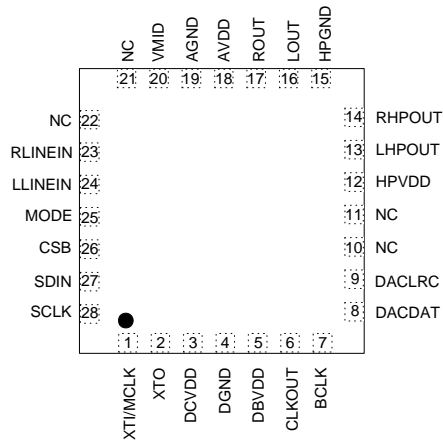 NC VMID AGND AVDD ROUT LOUT HPGND
21 20 19 18 17 16 15
NC 22 14 RHPOUT
RLINEIN 23 13 LHPOUT
LLINEIN 24 12 HPVDD
MODE 25 11 NC
CSB 26 10 NC
SDIN 27 9 DACLRC
SCLK 28 8 DACDAT
1 2 3 4 5 6 7
XTI/MCLK XTO DCVDD DGND DBVDD CLKOUT BCLK